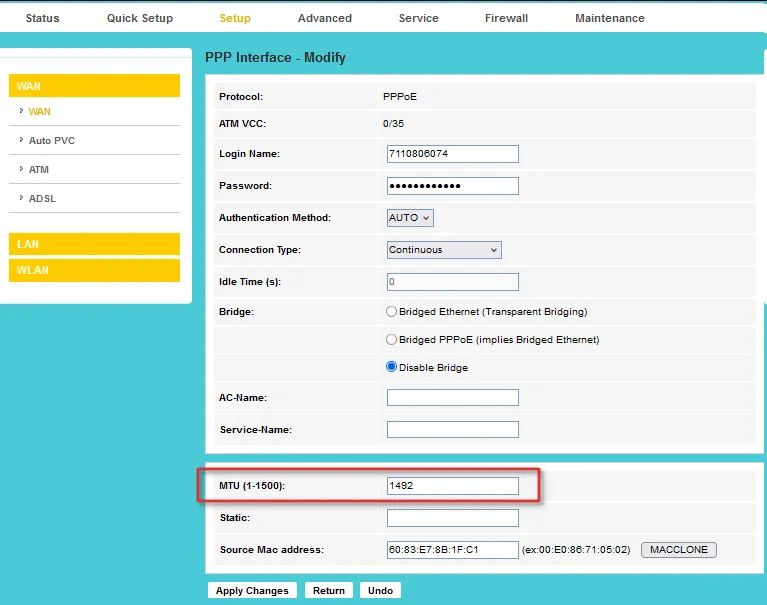 Status Quick Setup Setup Advanced Service Firewall Maintenance
WAN
WAN
Auto PVC
ATM
ADSL
LAN
WLAN
PPP Interface - Modify
Protocol: PPPoE
ATM VCC: 0/35
Login Name: 7110806074
Password: ●●●●●●●●●●●●
Authentication Method: AUTO
Connection Type: Continuous
Idle Time (s): 0
Bridge: Bridged Ethernet (Transparent Bridging)
Bridged PPPoE (implies Bridged Ethernet)
Disable Bridge
AC-Name:
Service-Name:
MTU (1-1500): 1492
Static:
Source Mac address: 60:83:E7:8B:1F:C1 (ex:00:E0:86:71:05:02) MACCLONE
Apply Changes Return Undo